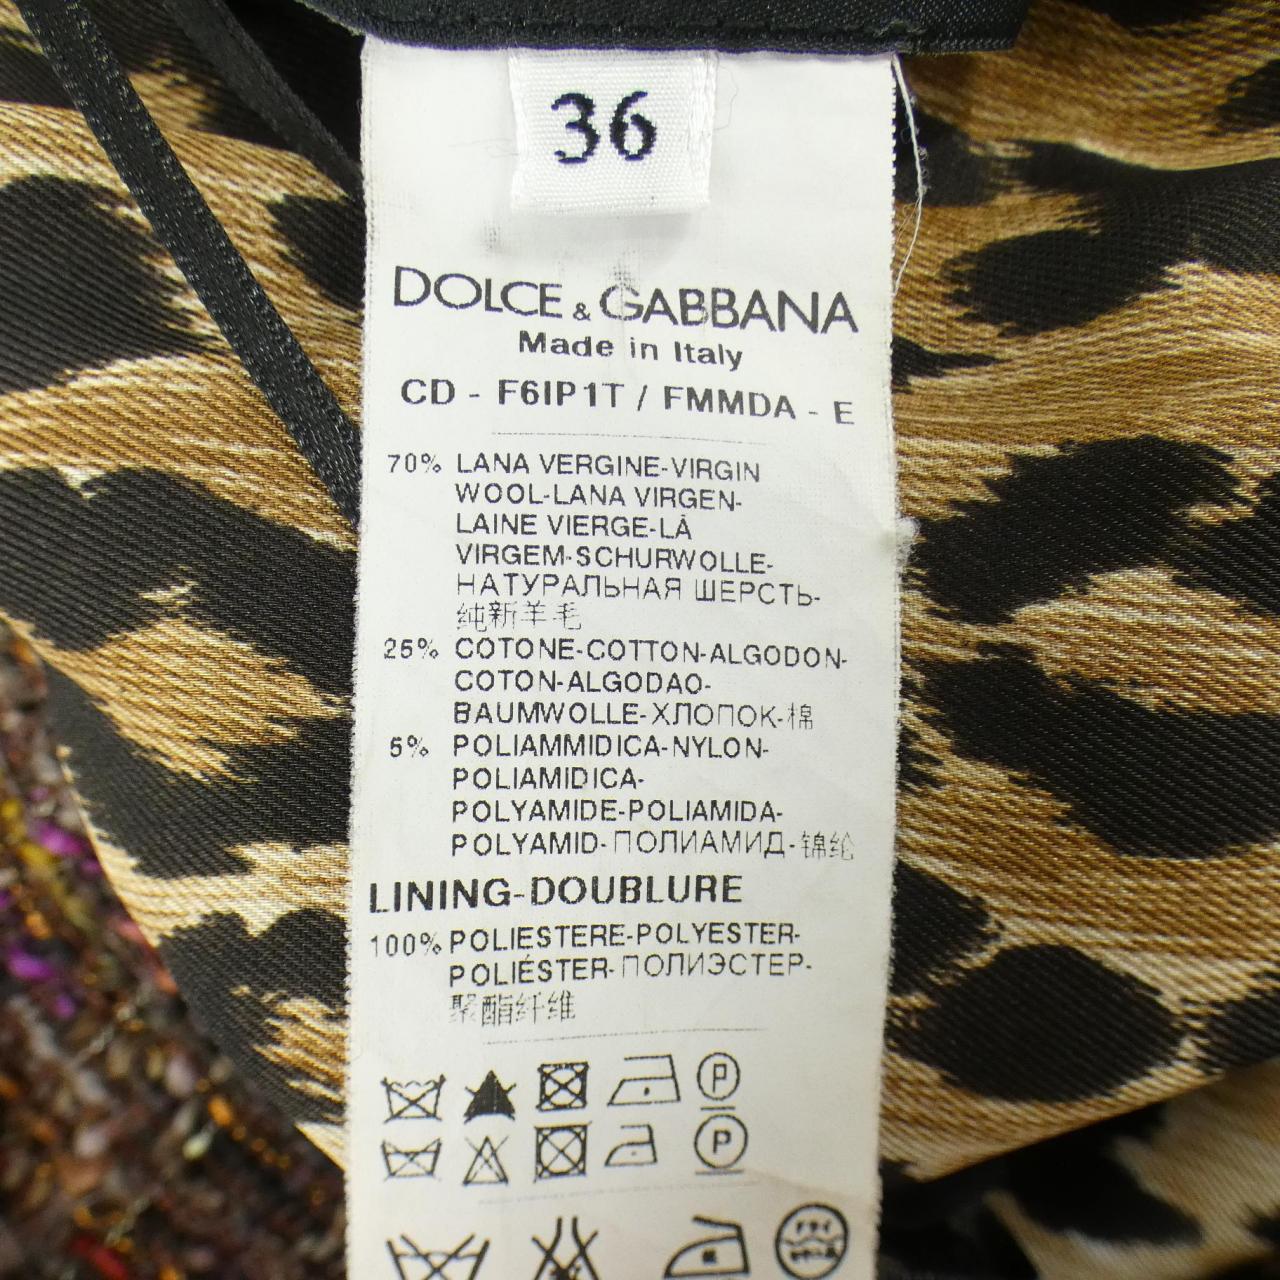 36
DOLCE & GABBANA
Made in Italy
CD - F6IP1T / FMMDA - E
70% LANA VERGINE-VIRGIN
WOOL-LANA VIRGEN-
LAINE VIERGE-LÃ
VIRGEM-SCHURWOLLE-
НАТУРАЛЬНАЯ ШЕРСТЬ-
纯新羊毛
25% COTONE-COTTON-ALGODON-
COTON-ALGODAO-
BAUMWOLLE-ХЛОПОК-棉
5% POLIAMMIDICA-NYLON-
POLIAMIDICA-
POLYAMIDE-POLIAMIDA-
POLYAMID-ПОЛИАМИД-锦纶
LINING-DOUBLURE
100% POLIESTERE-POLYESTER-
POLIÉSTER-ПОЛИЭСТЕР-
聚酯纤维
P
P
ドライ